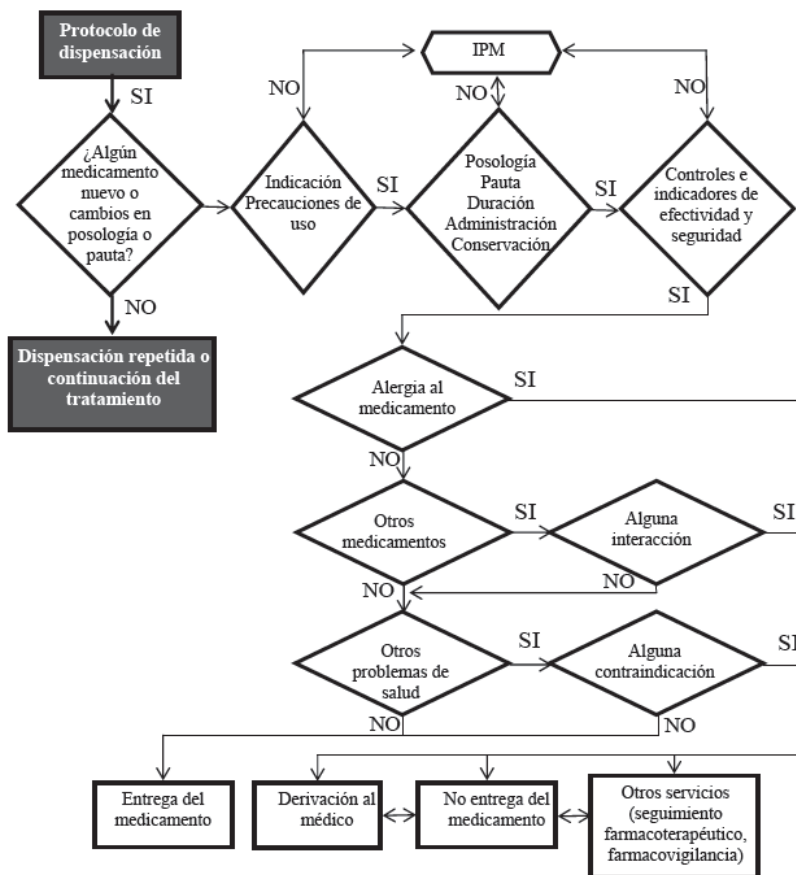 Protocolo de
dispensación
IPM
SI
NO
NO
NO
¿Algún
medicamento
nuevo o
cambios en
posología o
pauta?
Indicación
Precauciones de
uso
SI
Posología
Pauta
Duración
Administración
Conservación
SI
Controles e
indicadores de
efectividad y
seguridad
NO
SI
Dispensación repetida o
continuación del
tratamiento
Alergia al
medicamento
SI
NO
Otros
medicamentos
SI
Alguna
interacción
SI
NO
NO
Otros
problemas de
salud
SI
Alguna
contraindicación
SI
NO
NO
Entrega del
medicamento
Derivación al
médico
No entrega del
medicamento
Otros servicios
(seguimiento
farmacoterapéutico,
farmacovigilancia)